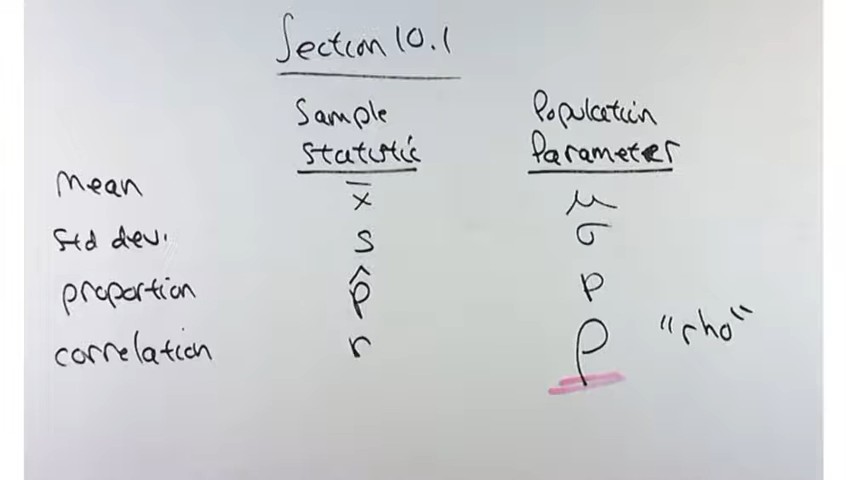 Section 10.1
Sample Population
Statistic Parameter
Mean x̄ μ
Std dev. s σ
proportion p̂ p
correlation r ρ "rho"